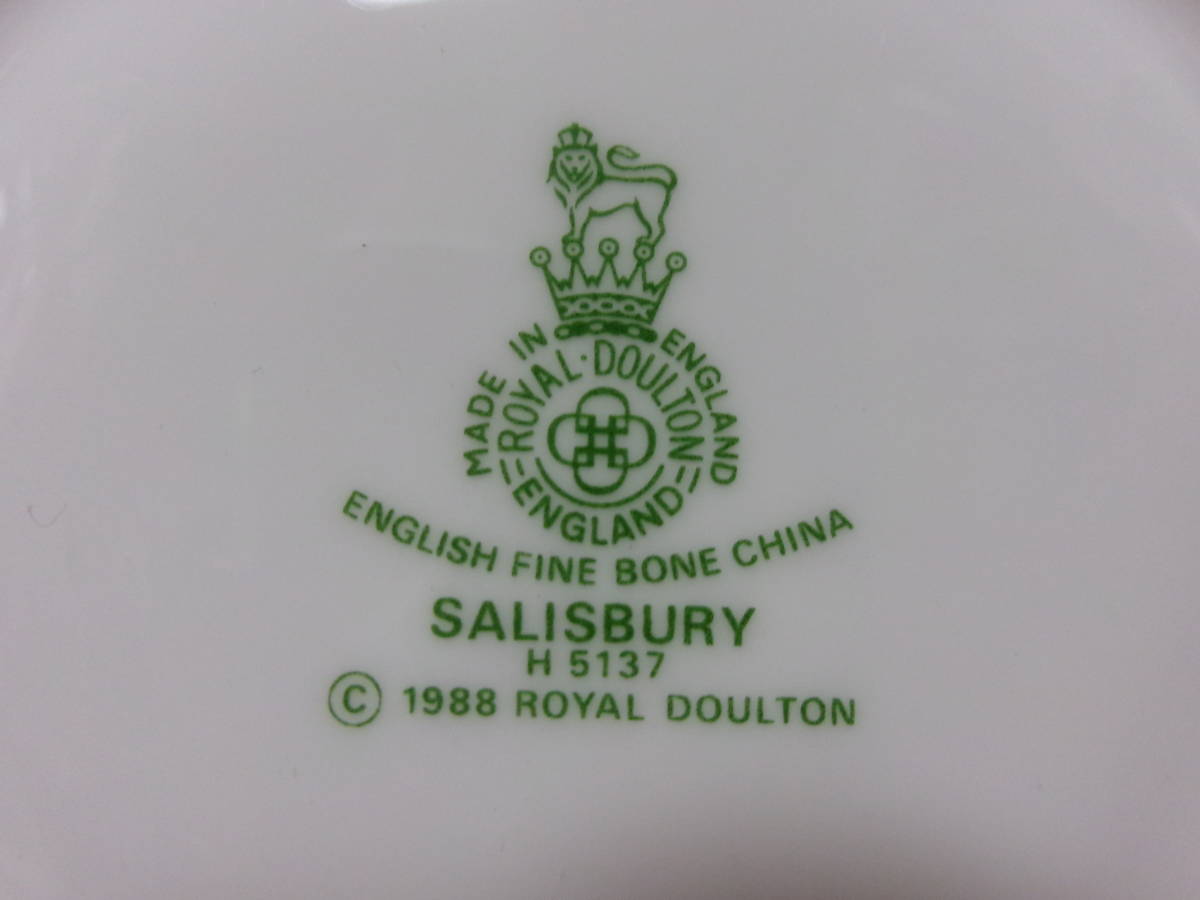 MADE IN ENGLAND
ROYAL · DOULTON
ENGLAND
ENGLISH FINE BONE CHINA
SALISBURY
H 5137
© 1988 ROYAL DOULTON